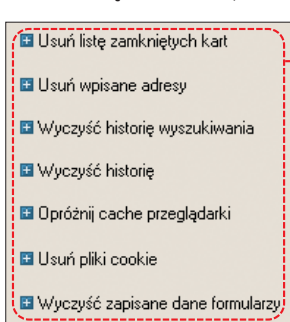 Usuń listę zamkniętych kart
Usuń wpisane adresy
Wyczyść historię wyszukiwania
Wyczyść historię
Opróżnij cache przeglądarki
Usuń pliki cookie
Wyczyść zapisane dane formularzy